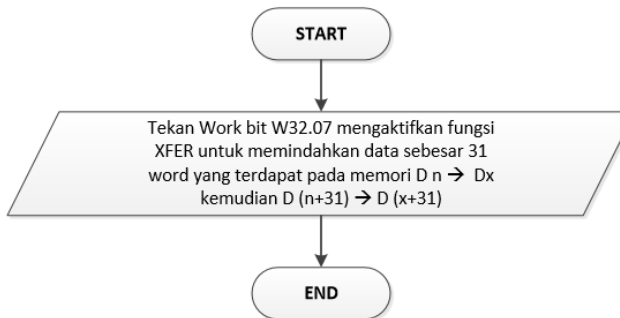 START
Tekan Work bit W32.07 mengaktifkan fungsi
XFER untuk memindahkan data sebesar 31
word yang terdapat pada memori D n → Dx
kemudian D (n+31) → D (x+31)
END